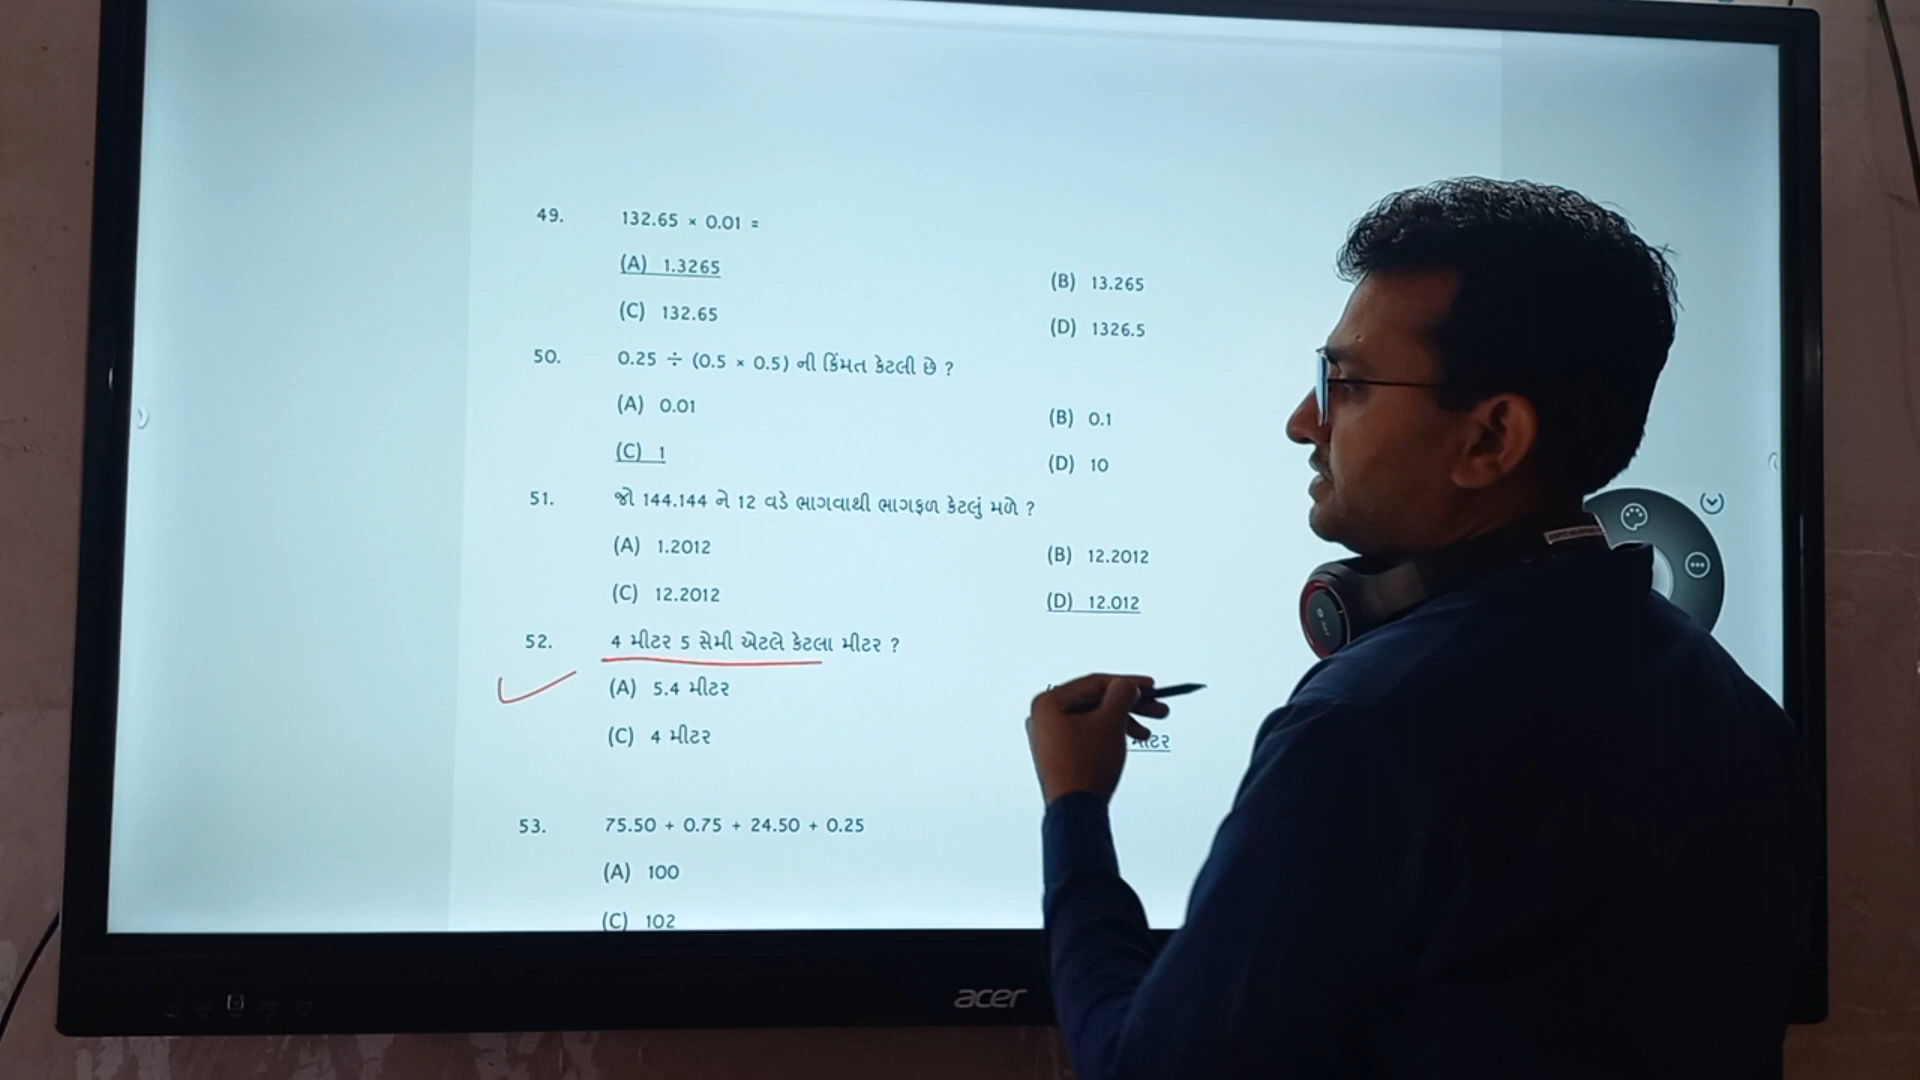 49. 132.65 × 0.01 =
(A) 1.3265 (B) 13.265
(C) 132.65 (D) 1326.5
50. 0.25 ÷ (0.5 × 0.5) ની કિંમત કેટલી છે ?
(A) 0.01 (B) 0.1
(C) 1 (D) 10
51. જો 144.144 ને 12 વડે ભાગવાથી ભાગફળ કેટલું મળે ?
(A) 1.2012 (B) 12.2012
(C) 12.2012 (D) 12.012
52. 4 મીટર 5 સેમી એટલે કેટલા મીટર ?
(A) 5.4 મીટર
(C) 4 મીટર મીટર
53. 75.50 + 0.75 + 24.50 + 0.25
(A) 100
(C) 102
acer